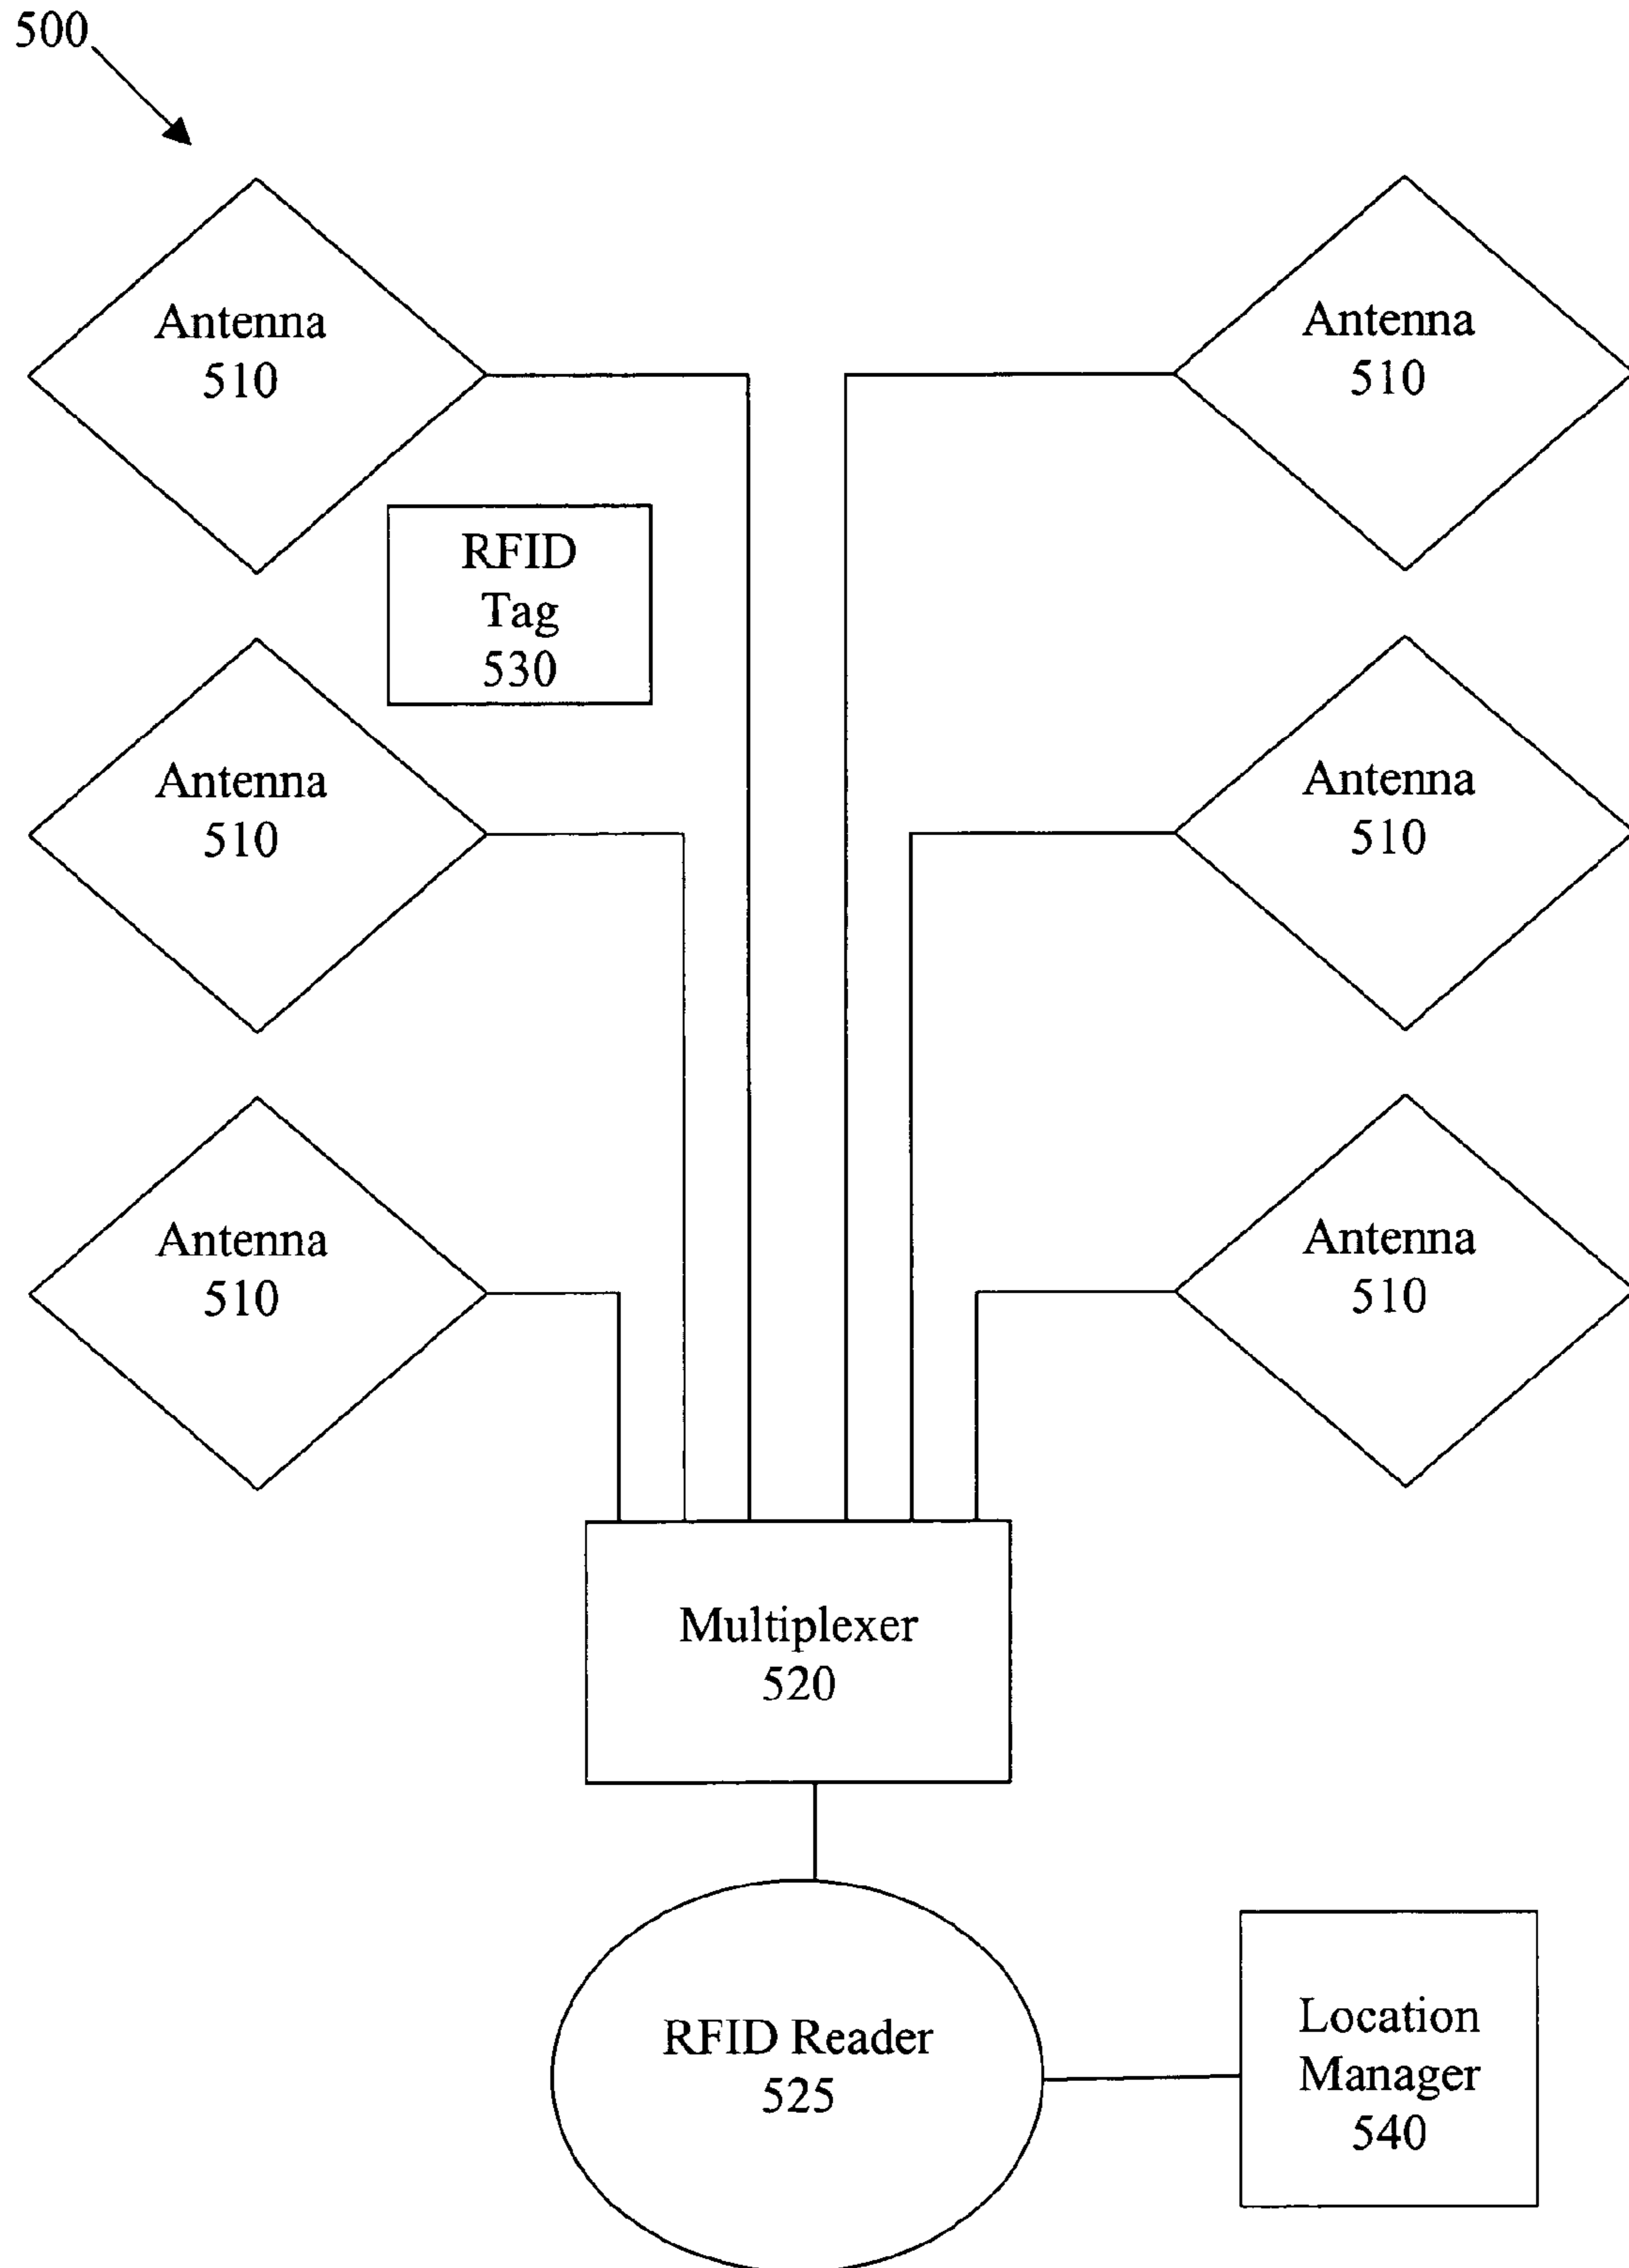 500
Antenna
510
Antenna
510
RFID
Tag
530
Antenna
510
Antenna
510
Antenna
510
Antenna
510
Multiplexer
520
RFID Reader
525
Location
Manager
540